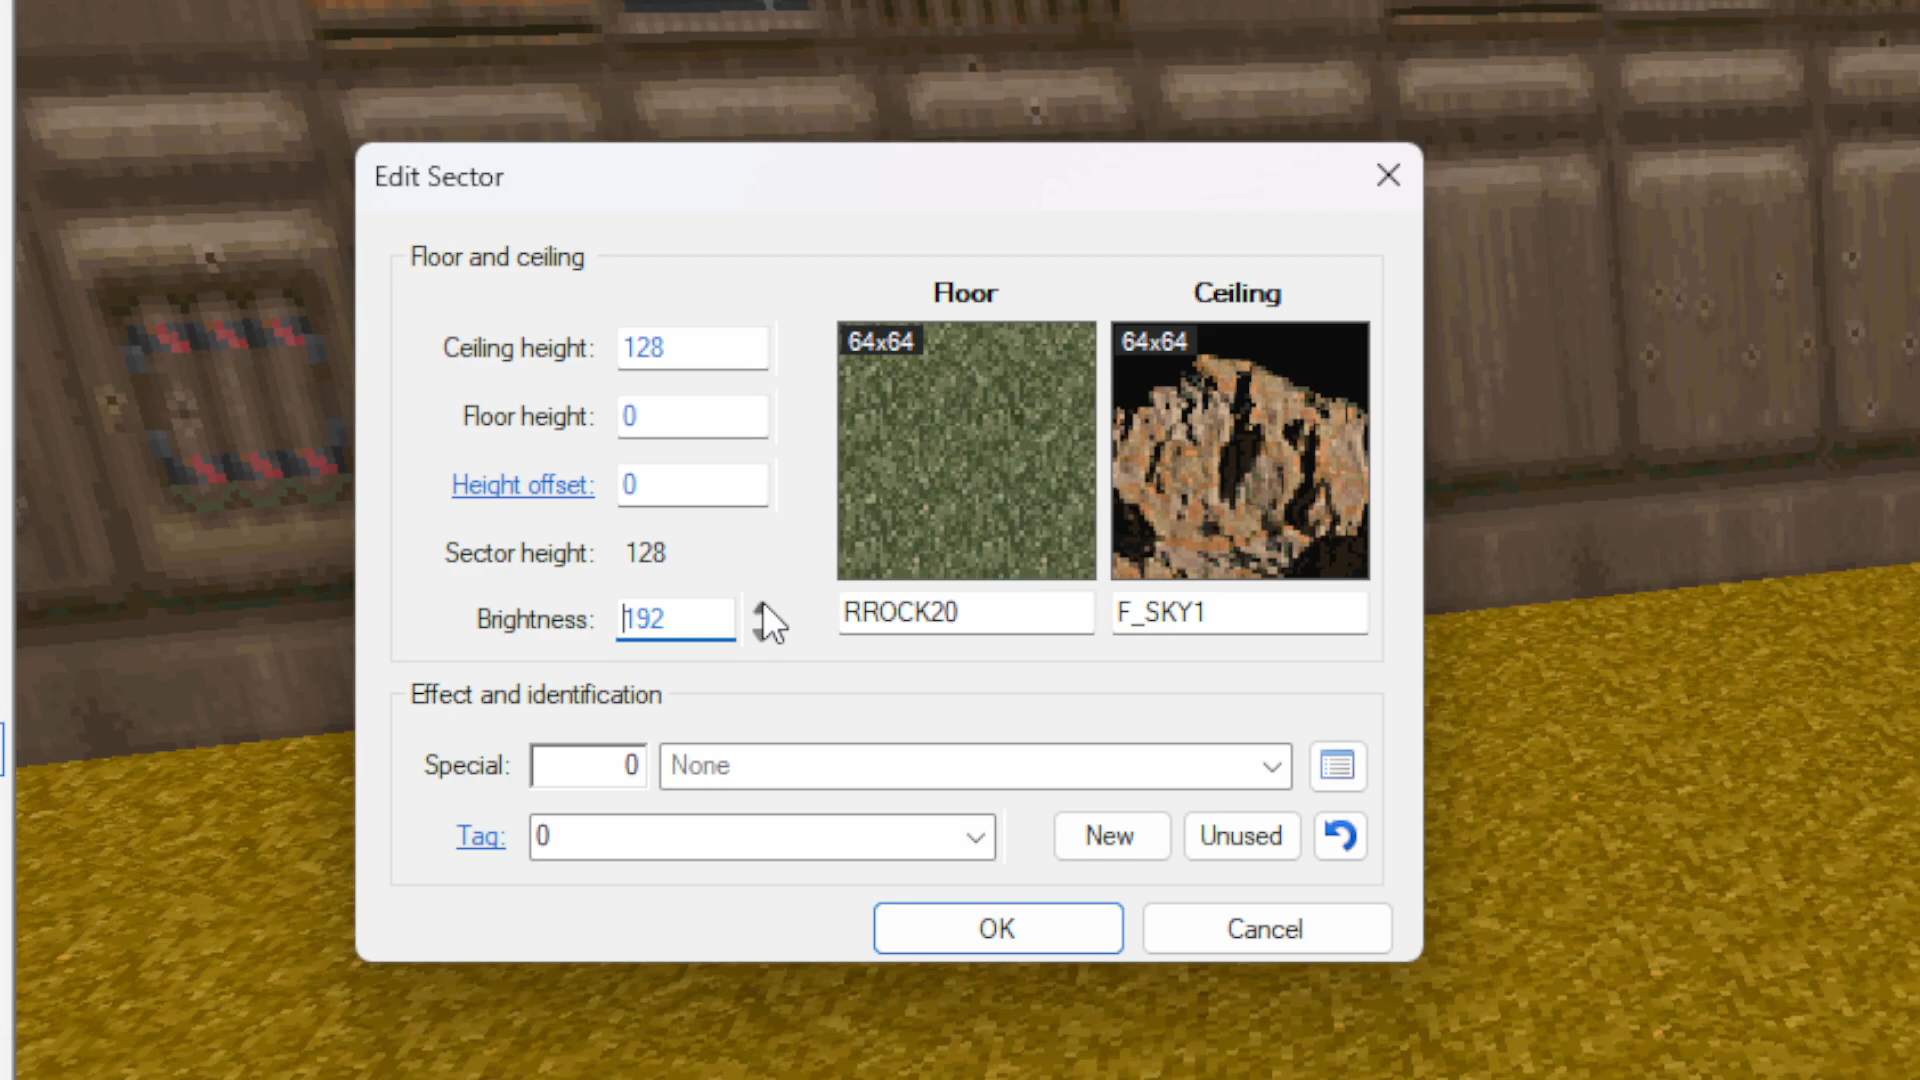 Edit Sector
Floor and ceiling
Floor Ceiling
64x64 64x64
Ceiling height: 128
Floor height: 0
Height offset: 0
Sector height: 128
Brightness: 192
RROCK20 F_SKY1
Effect and identification
Special: 0 None
Tag: 0 New Unused
OK Cancel